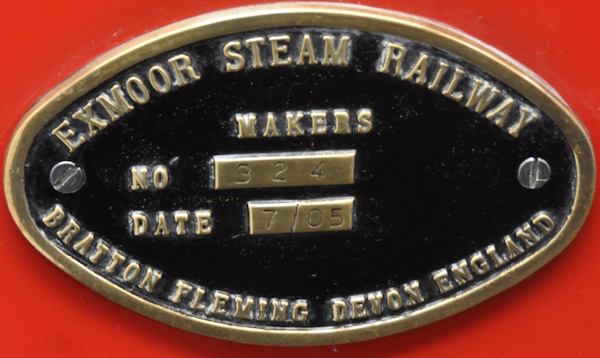 EXMOOR STEAM RAILWAY
MAKERS
NO 324
DATE 7/05
BRATTON FLEMING DEVON ENGLAND